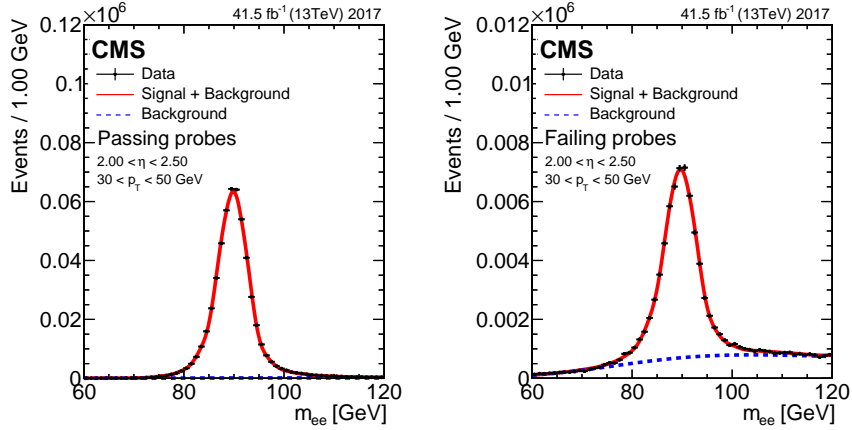 ×10⁶ 41.5 fb⁻¹ (13TeV) 2017
0.12
0.1
0.08
0.06
0.04
0.02
0
Events / 1.00 GeV
CMS
Data
Signal + Background
Background
Passing probes
2.00 < η < 2.50
30 < p_T < 50 GeV
60 80 100 120
m_ee [GeV]
×10⁶ 41.5 fb⁻¹ (13TeV) 2017
0.012
0.01
0.008
0.006
0.004
0.002
0
Events / 1.00 GeV
CMS
Data
Signal + Background
Background
Failing probes
2.00 < η < 2.50
30 < p_T < 50 GeV
60 80 100 120
m_ee [GeV]